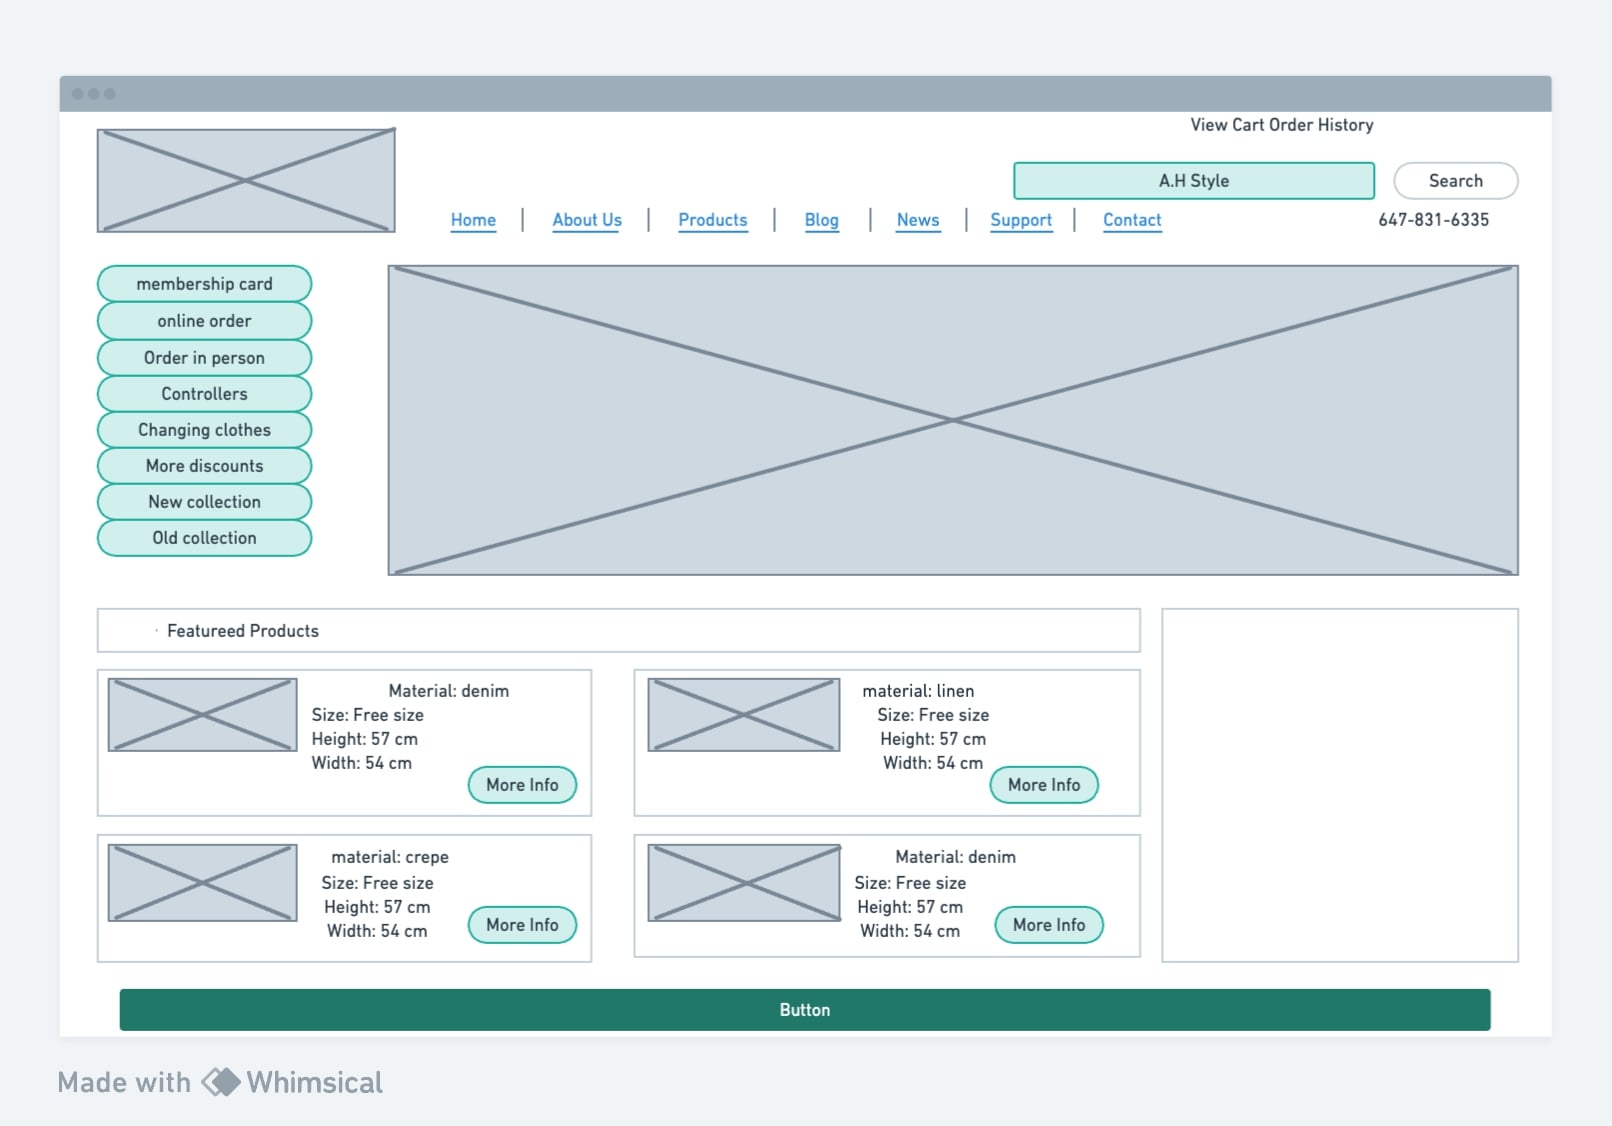 View Cart Order History
A.H Style
Search
Home | About Us | Products | Blog | News | Support | Contact
647-831-6335
membership card
online order
Order in person
Controllers
Changing clothes
More discounts
New collection
Old collection
· Featureed Products
Material: denim
Size: Free size
Height: 57 cm
Width: 54 cm
More Info
material: linen
Size: Free size
Height: 57 cm
Width: 54 cm
More Info
material: crepe
Size: Free size
Height: 57 cm
Width: 54 cm
More Info
Material: denim
Size: Free size
Height: 57 cm
Width: 54 cm
More Info
Button
Made with Whimsical